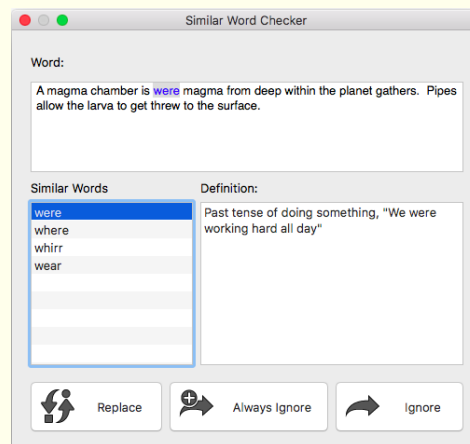 Similar Word Checker
Word:
A magma chamber is were magma from deep within the planet gathers.  Pipes
allow the larva to get threw to the surface.
Similar Words
were
where
whirr
wear
Definition:
Past tense of doing something, "We were
working hard all day"
Replace
Always Ignore
Ignore